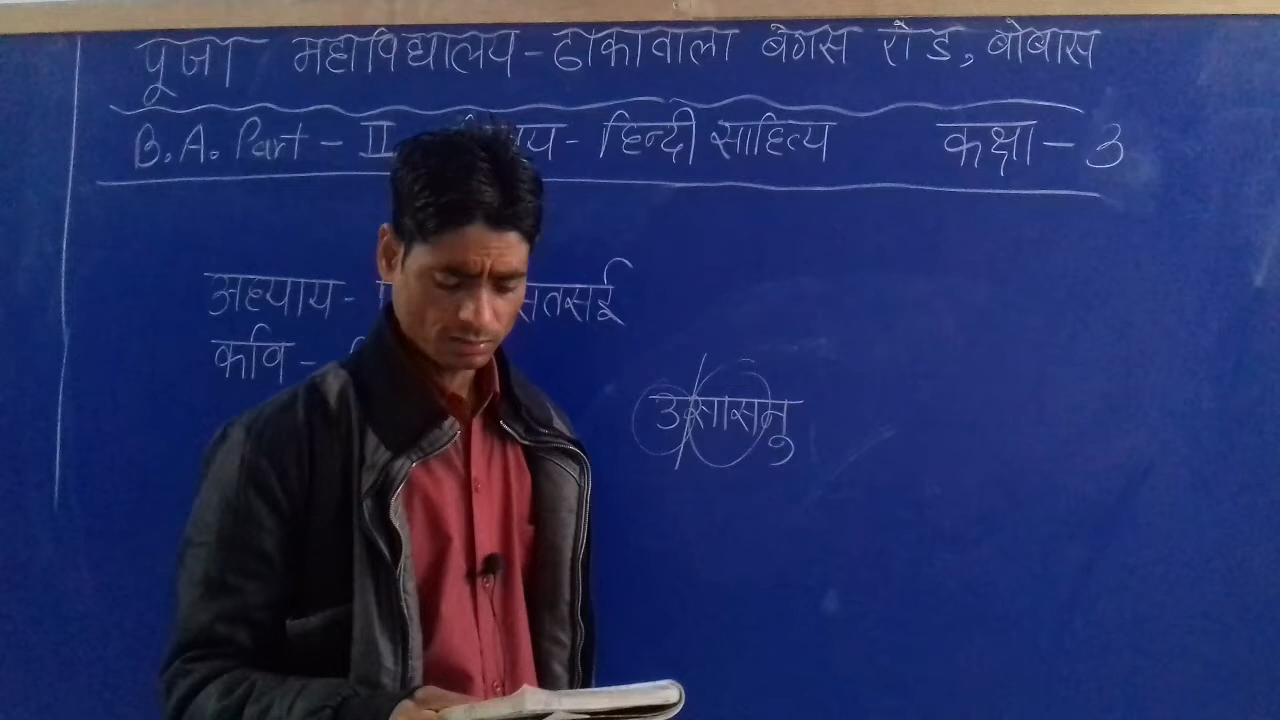 पूजा महाविद्यालय-ढाकावाला बेगस रोड, बोबास
B.A. Part - II य- हिन्दी साहित्य कक्षा - 3
अध्याय - सतसई
कवि -
उसासनु